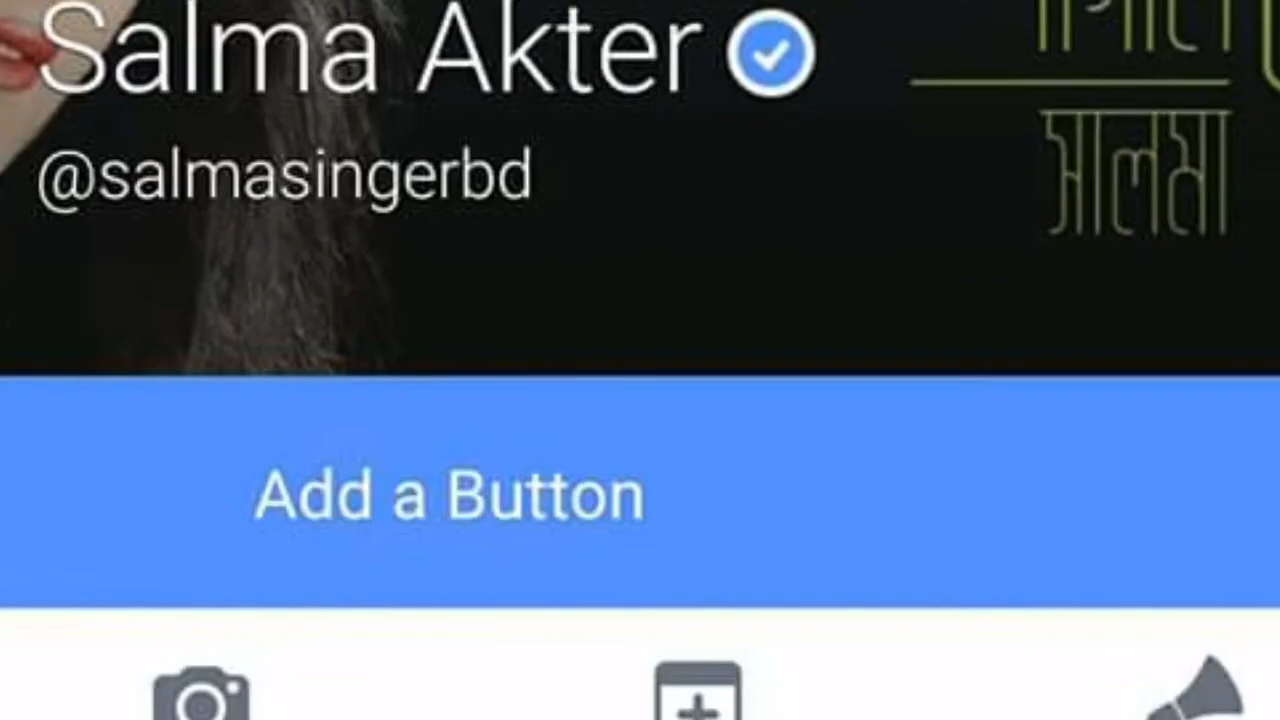 Salma Akter
@salmasingerbd
সালমা
Add a Button